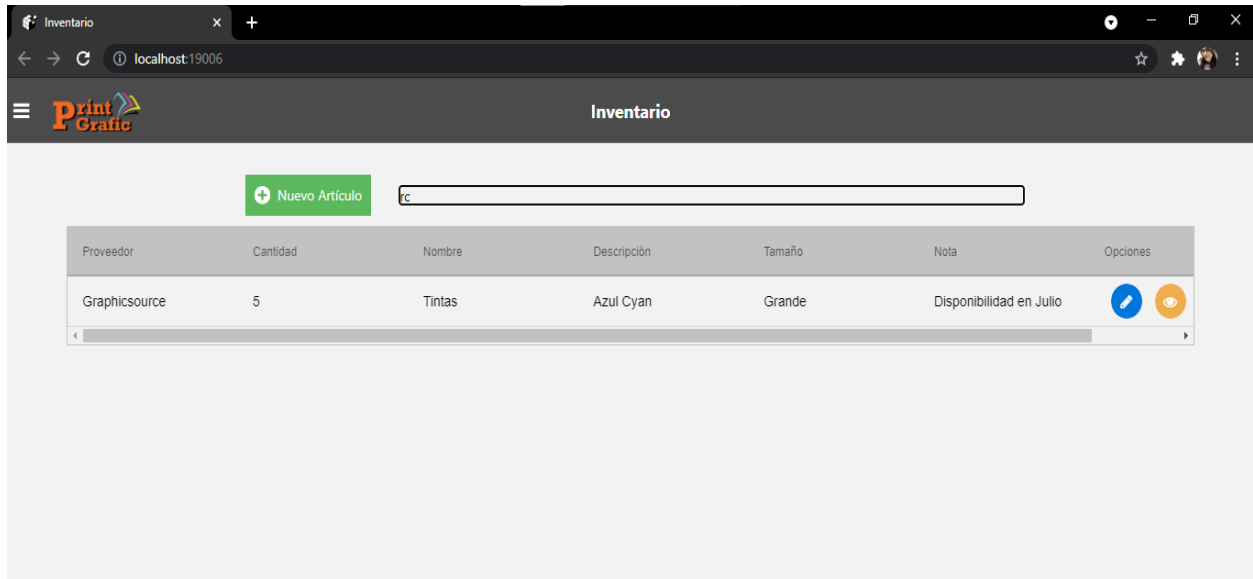 Inventario
localhost:19006
Print
Grafic
Inventario
Nuevo Artículo
rc
Proveedor Cantidad Nombre Descripción Tamaño Nota Opciones
Graphicsource 5 Tintas Azul Cyan Grande Disponibilidad en Julio